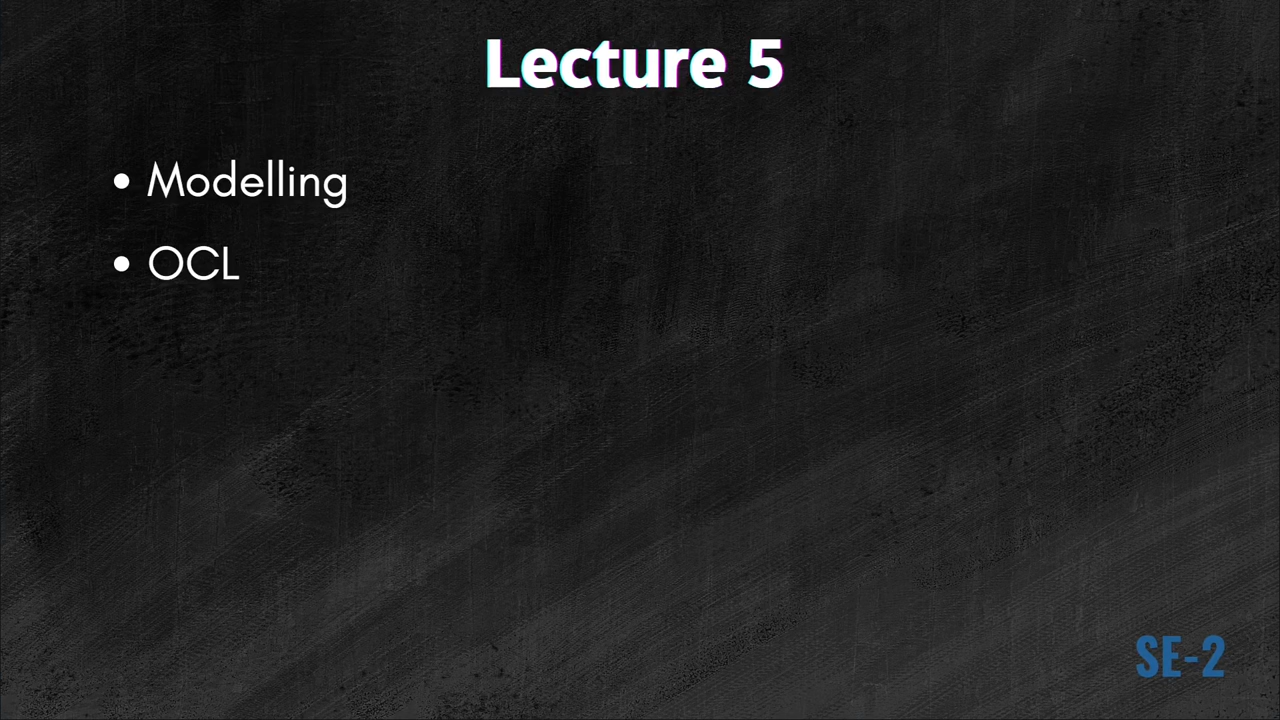 Lecture 5
• Modelling
• OCL
SE-2